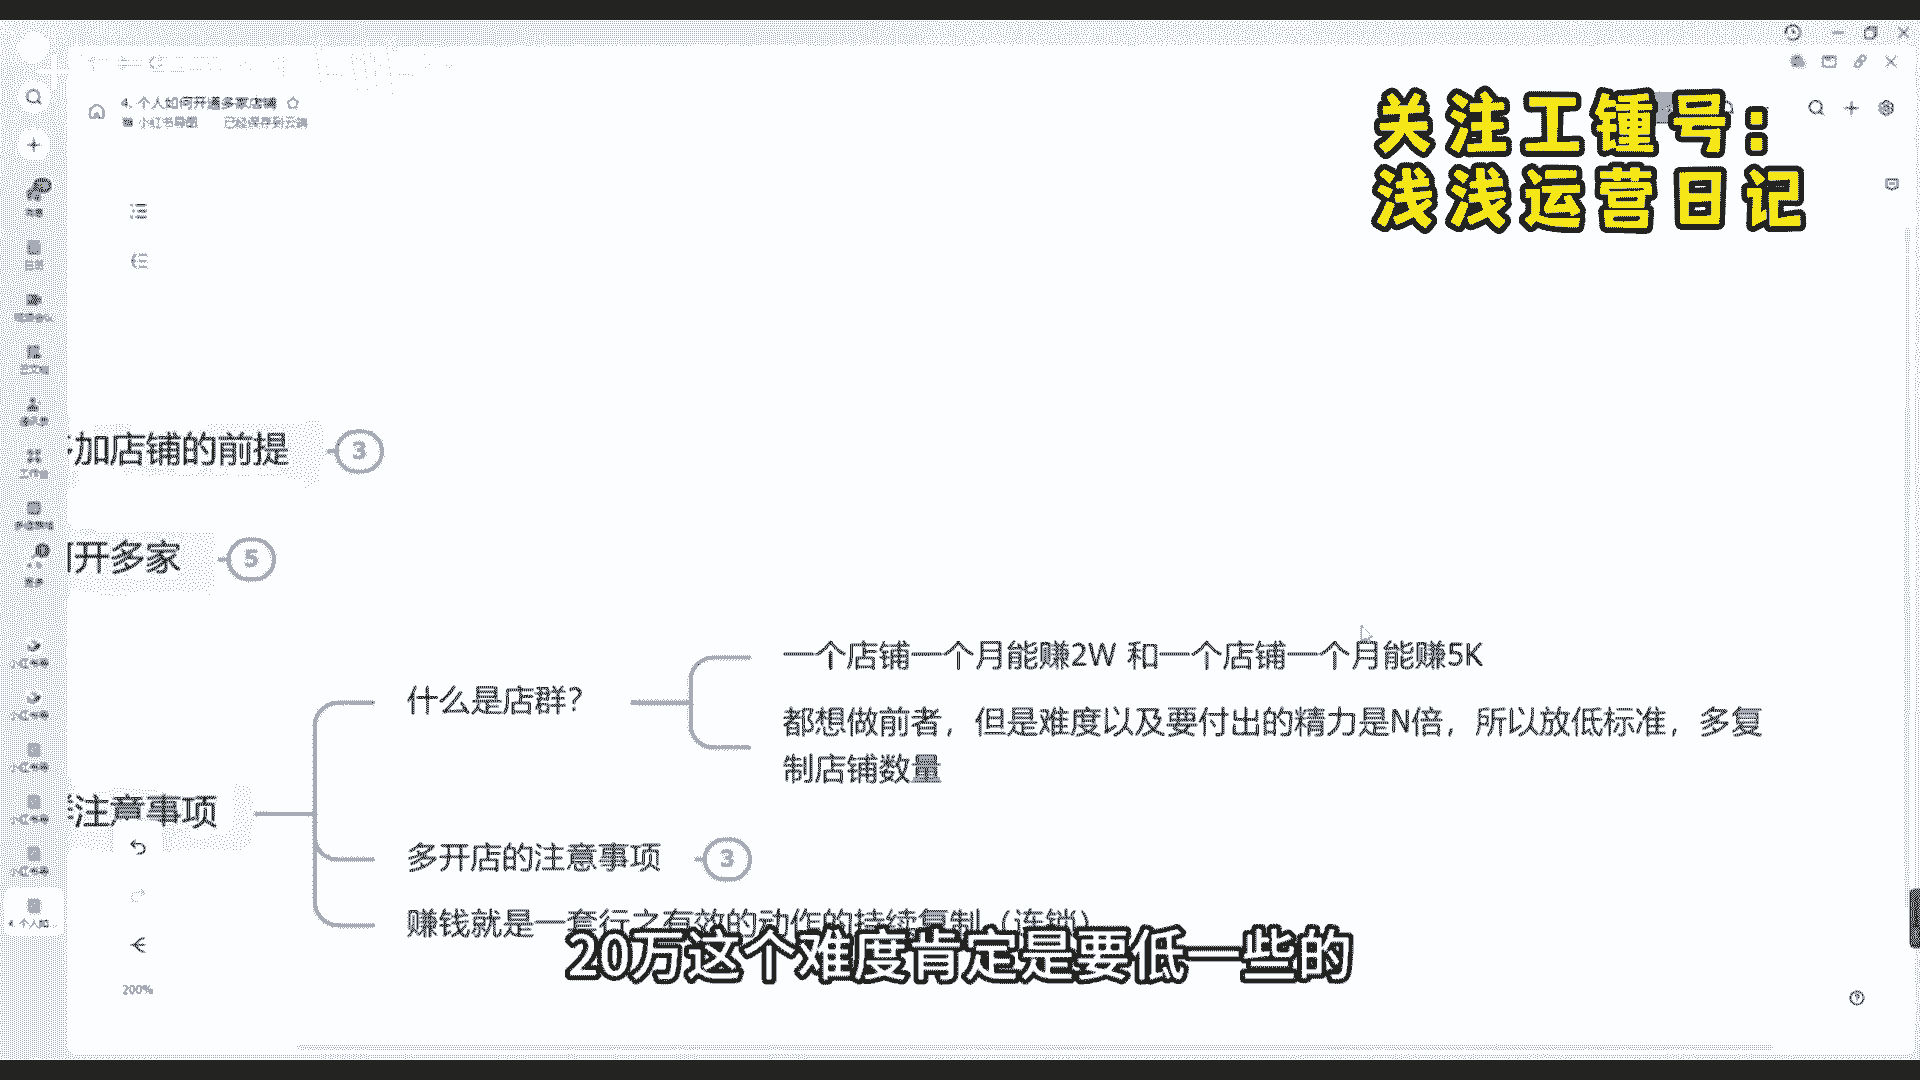 4. 个人如何开通多家店铺
小红书导图 已经保存到云端
关注工锺号：
浅浅运营日记
加店铺的前提
3
开多家
5
一个店铺一个月能赚2W 和一个店铺一个月能赚5K
什么是店群？
都想做前者，但是难度以及要付出的精力是N倍，所以放低标准，多复
制店铺数量
注意事项
多开店的注意事项
3
赚钱就是一套行之有效的动作的持续复制（连锁）
20万这个难度肯定是要低一些的
200%